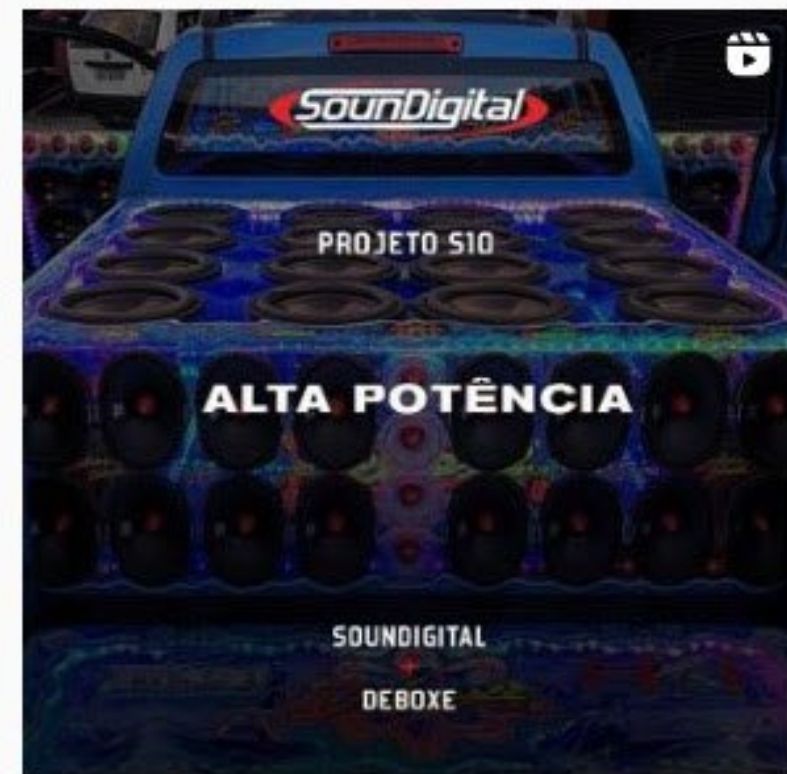 SounDigital
PROJETO S10
ALTA POTÊNCIA
SOUNDIGITAL
+
DEBOXE